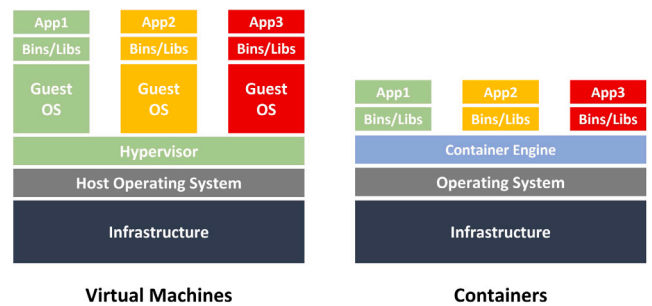 App1
App2
App3
Bins/Libs
Bins/Libs
Bins/Libs
Guest
OS
Guest
OS
Guest
OS
Hypervisor
Host Operating System
Infrastructure
Virtual Machines
App1
App2
App3
Bins/Libs
Bins/Libs
Bins/Libs
Container Engine
Operating System
Infrastructure
Containers